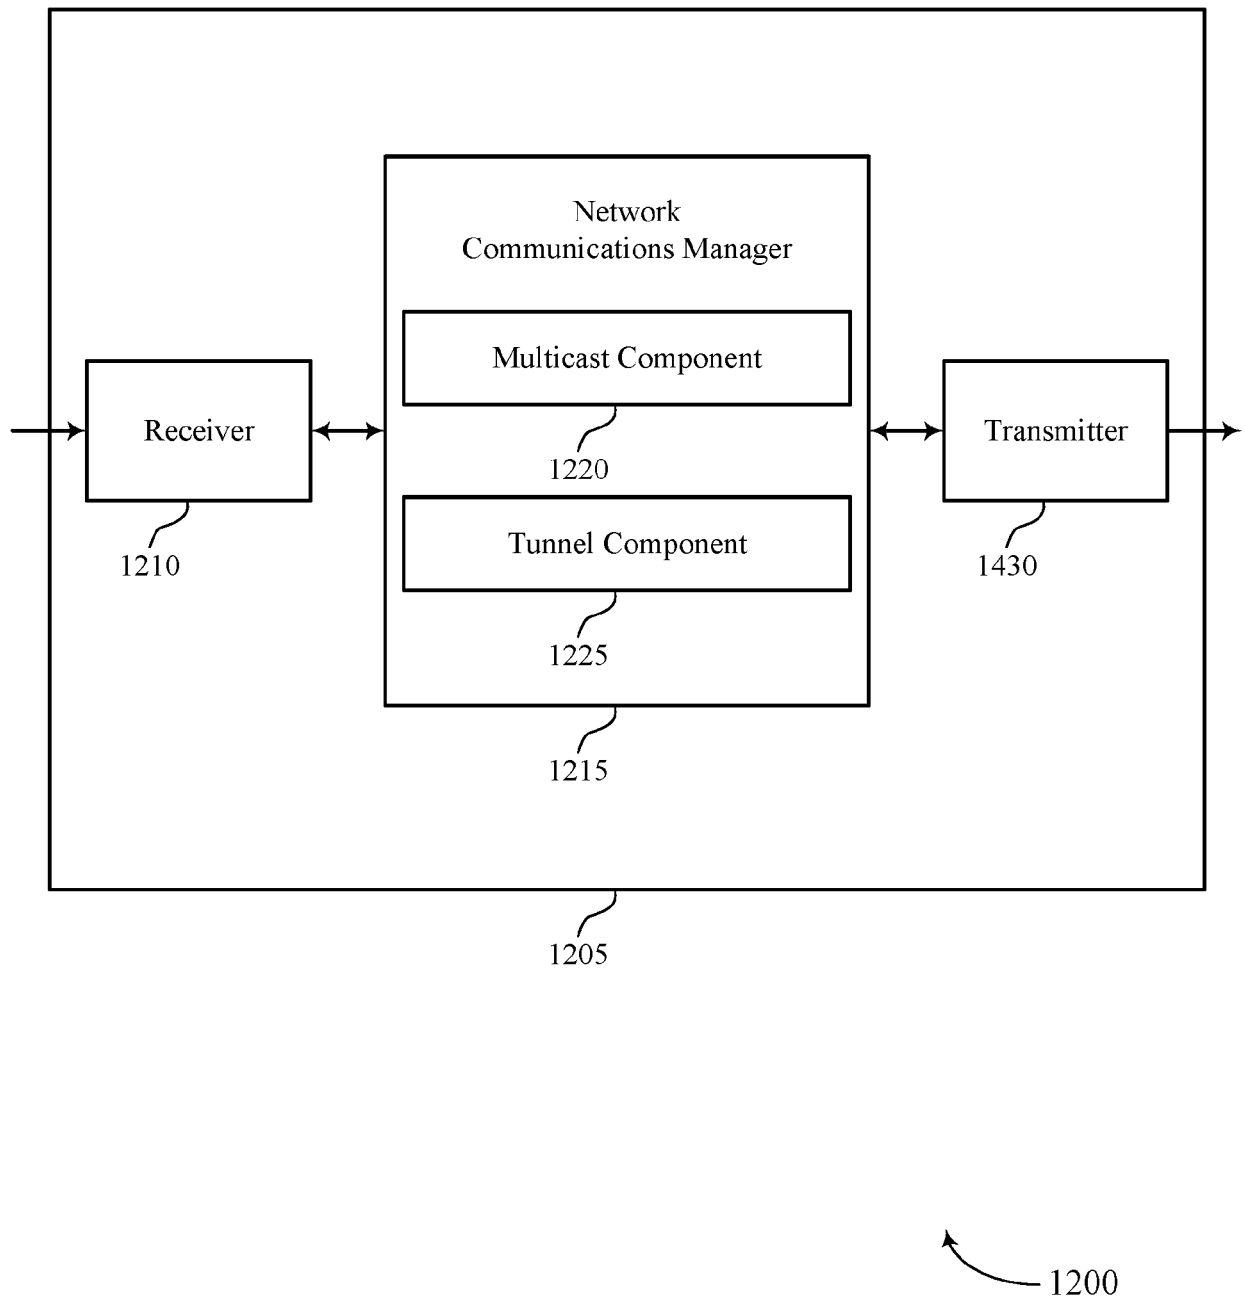 Network
Communications Manager
Multicast Component
1220
Receiver
1210
Transmitter
1430
Tunnel Component
1225
1215
1205
1200